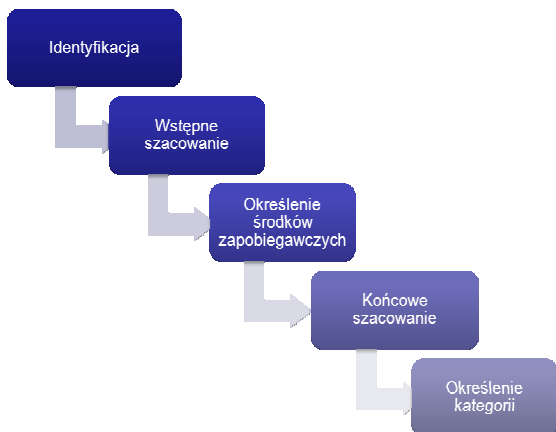 Identyfikacja
Wstępne
szacowanie
Określenie
środków
zapobiegawczych
Końcowe
szacowanie
Określenie
kategorii